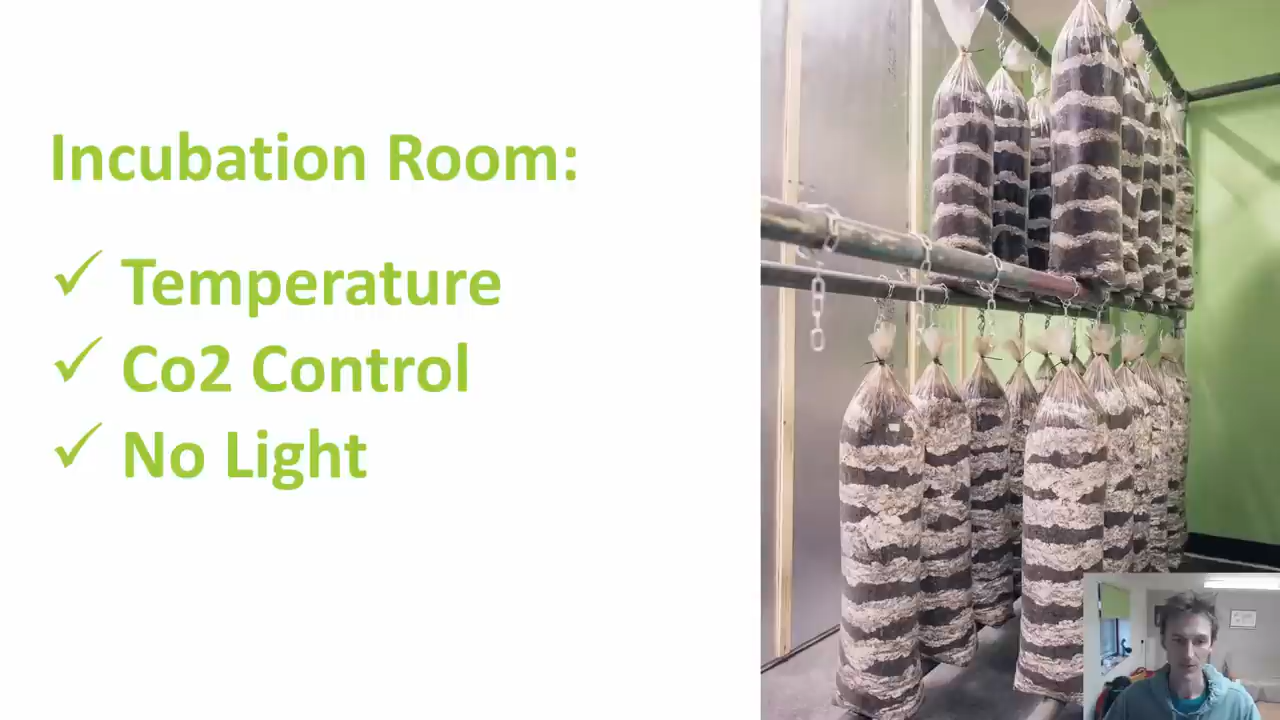 Incubation Room:
✓ Temperature
✓ Co2 Control
✓ No Light